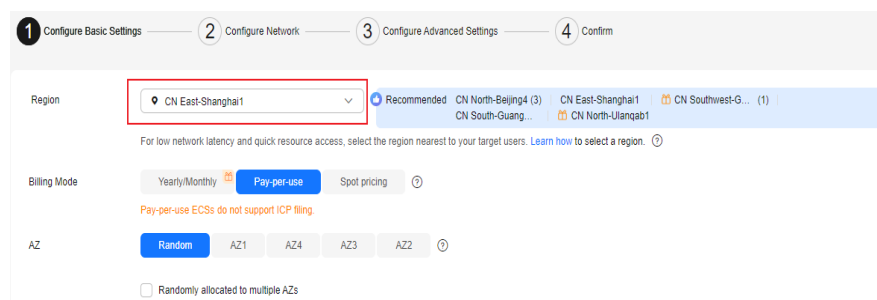 1 Configure Basic Settings 2 Configure Network 3 Configure Advanced Settings 4 Confirm
Region CN East-Shanghai1 Recommended CN North-Beijing4 (3) CN East-Shanghai1 CN Southwest-G... (1)
CN South-Guang... CN North-Ulanqab1
For low network latency and quick resource access, select the region nearest to your target users. Learn how to select a region. ?
Billing Mode Yearly/Monthly Pay-per-use Spot pricing ?
Pay-per-use ECSs do not support ICP filing.
AZ Random AZ1 AZ4 AZ3 AZ2 ?
Randomly allocated to multiple AZs